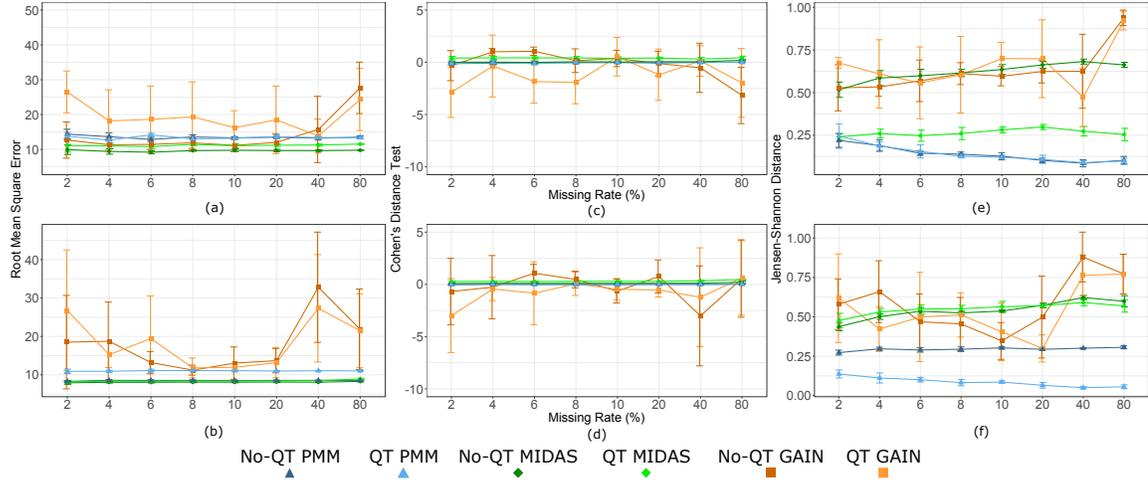 Root Mean Square Error
50
40
30
20
10
2 4 6 8 10 20 40 80
(a)
40
30
20
10
2 4 6 8 10 20 40 80
(b)
Cohen's Distance Test
5
0
-5
-10
2 4 6 8 10 20 40 80
Missing Rate (%)
(c)
5
0
-5
-10
2 4 6 8 10 20 40 80
Missing Rate (%)
(d)
Jensen-Shannon Distance
1.00
0.75
0.50
0.25
2 4 6 8 10 20 40 80
(e)
1.00
0.75
0.50
0.25
0.00
2 4 6 8 10 20 40 80
(f)
No-QT PMM QT PMM No-QT MIDAS QT MIDAS No-QT GAIN QT GAIN